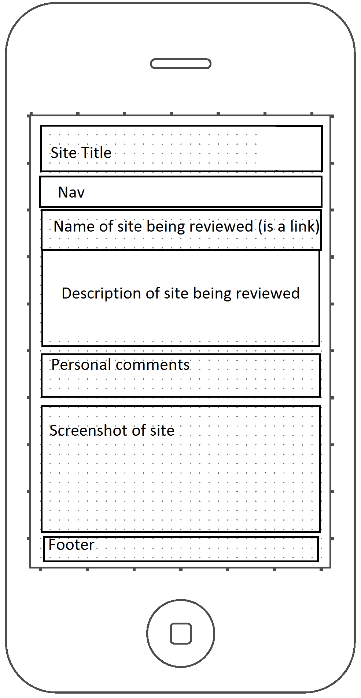 Site Title
Nav
Name of site being reviewed (is a link)
Description of site being reviewed
Personal comments
Screenshot of site
Footer